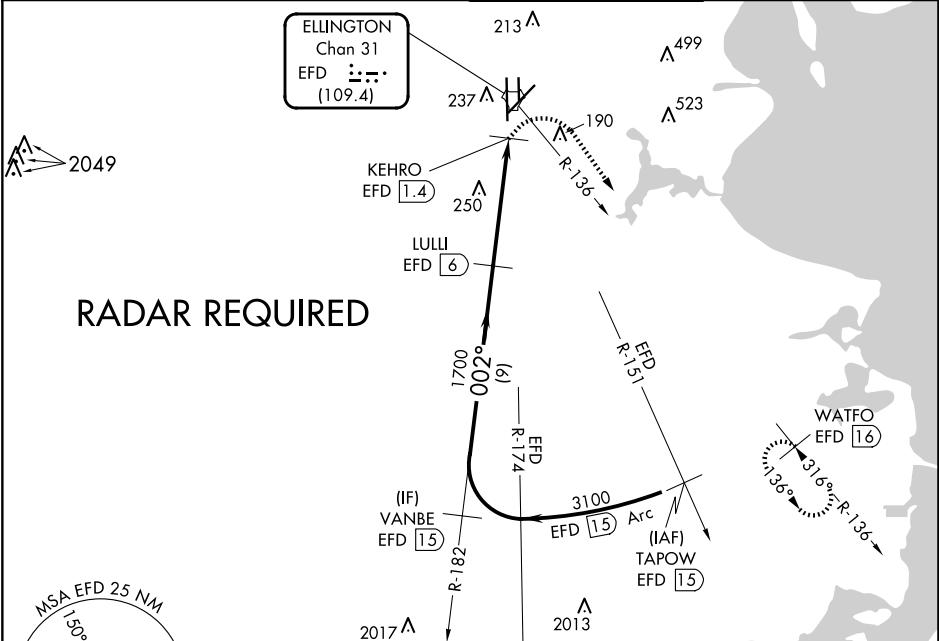 ELLINGTON
Chan 31
EFD
(109.4)
213
499
237
523
190
2049
KEHRO
EFD 1.4
R-136
250
LULLI
EFD 6
RADAR REQUIRED
1700
002°
(9)
EFD
R-151
EFD
R-174
WATFO
EFD 16
316°
136°
R-136
3100
EFD 15 Arc
(IF)
VANBE
EFD 15
(IAF)
TAPOW
EFD 15
R-182
MSA EFD 25 NM
150°
2017
2013